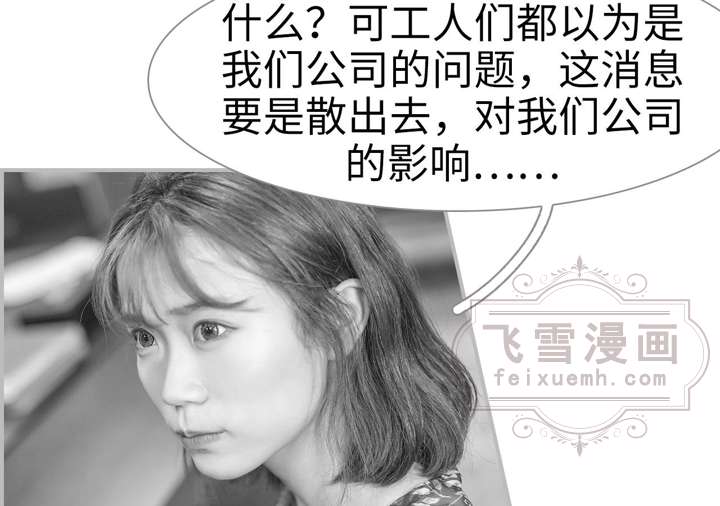 什么？可工人们都以为是
我们公司的问题，这消息
要是散出去，对我们公司
的影响……
飞雪漫画
feixuemh.com